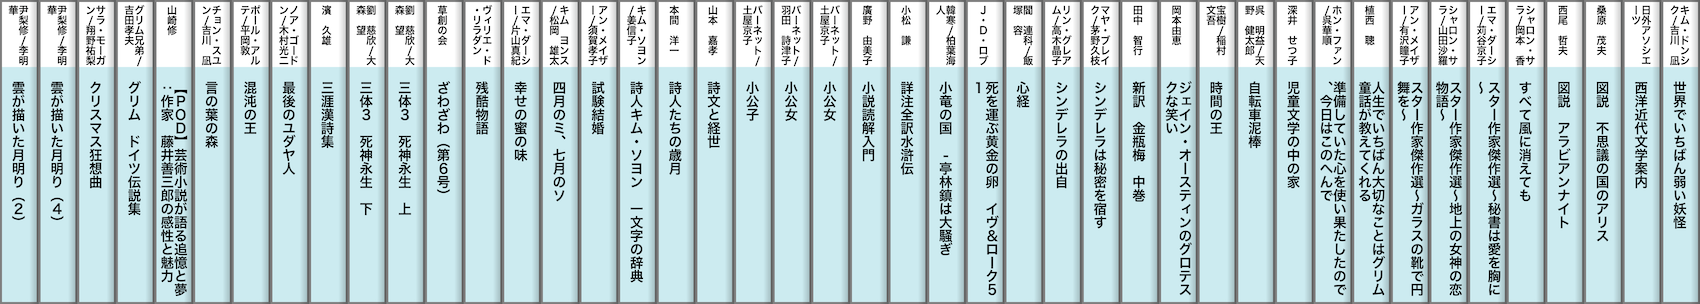 キム・ドンシ
ク/吉川　凪
世界でいちばん弱い妖怪
日外アソシエ
ーツ
西洋近代文学案内
桑原　茂夫
図説　不思議の国のアリス
西尾　哲夫
図説　アラビアンナイト
シャロン・サ
ラ/岡本　香
すべて風に消えても
エマ・ダーシ
ー/苅谷京子
スター作家傑作選～秘書は愛を胸に
～
シャロン・サ
ラ/山田沙羅
スター作家傑作選～地上の女神の恋
物語～
アン・メイザ
ー/有沢瞳子
スター作家傑作選～ガラスの靴で円
舞を～
植西　聰
人生でいちばん大切なことはグリム
童話が教えてくれる
ホン・ファン
/呉華順
準備していた心を使い果たしたので
、今日はこのへんで
深井　せつ子
児童文学の中の家
呉　明益/天
野　健太郎
自転車泥棒
宝樹/稲村
文吾
時間の王
岡本由恵
ジェイン・オースティンのグロテス
クな笑い
田中　智行
新訳　金瓶梅　中巻
マヤ・ブレイ
ク/茅野久枝
シンデレラは秘密を宿す
リン・グレア
ム/高木晶子
シンデレラの出自
閻　連科/飯
塚　容
心経
Ｊ・Ｄ・ロブ
死を運ぶ黄金の卵　イヴ＆ローク５
１
韓寒/柏葉海
人
小竜の国　-亭林鎮は大騒ぎ
小松　謙
詳注全訳水滸伝
廣野　由美子
小説読解入門
バーネット/
土屋京子
小公女
バーネット/
羽田　詩津子
小公女
バーネット/
土屋京子
小公子
山本　嘉孝
詩文と経世
本間　洋一
詩人たちの歳月
キム・ソヨン
/姜信子
詩人キム・ソヨン　一文字の辞典
アン・メイザ
ー/須賀孝子
試験結婚
キム　ヨンス
/松岡　雄太
四月のミ、七月のソ
エマ・ダーシ
ー/片山真紀
幸せの蜜の味
ヴィリエ・ド
・リラダン
残酷物語
草創の会
ざわざわ（第６号）
劉　慈欣/大
森　望
三体３　死神永生　上
劉　慈欣/大
森　望
三体３　死神永生　下
濱　久雄
三涯漢詩集
ノア・ゴード
ン/木村光二
最後のユダヤ人
ポール・アル
テ/平岡敦
混沌の王
チョン・スユ
ン/吉川　凪
言の葉の森
山崎修
【ＰＯＤ】芸術小説が語る追憶と夢
：作家　藤井善三郎の感性と魅力
グリム兄弟/
吉田孝夫
グリム　ドイツ伝説集
サラ・モーガ
ン/翔野祐梨
クリスマス狂想曲
尹梨修/李明
華
雲が描いた月明り（４）
尹梨修/李明
華
雲が描いた月明り（２）